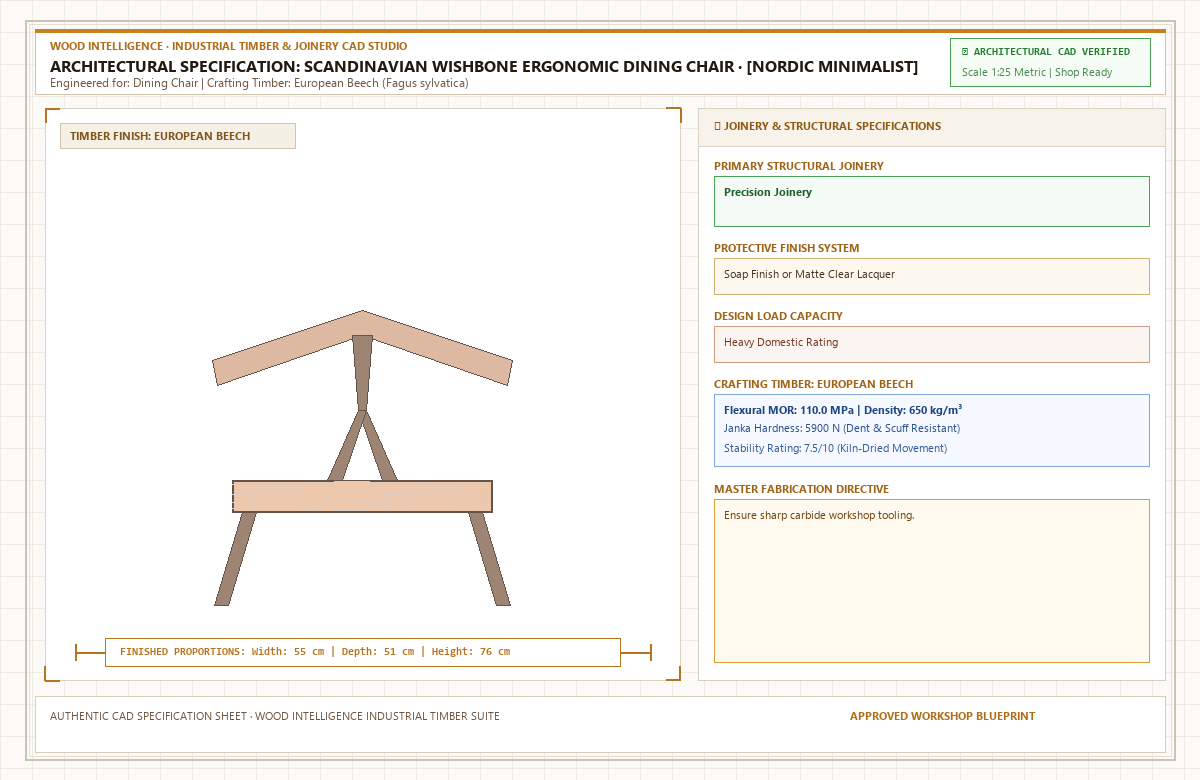 WOOD INTELLIGENCE · INDUSTRIAL TIMBER & JOINERY CAD STUDIO
ARCHITECTURAL SPECIFICATION: SCANDINAVIAN WISHBONE ERGONOMIC DINING CHAIR · [NORDIC MINIMALIST]
Engineered for: Dining Chair | Crafting Timber: European Beech (Fagus sylvatica)
ARCHITECTURAL CAD VERIFIED
Scale 1:25 Metric | Shop Ready
TIMBER FINISH: EUROPEAN BEECH
FINISHED PROPORTIONS: Width: 55 cm | Depth: 51 cm | Height: 76 cm
JOINERY & STRUCTURAL SPECIFICATIONS
PRIMARY STRUCTURAL JOINERY
Precision Joinery
PROTECTIVE FINISH SYSTEM
Soap Finish or Matte Clear Lacquer
DESIGN LOAD CAPACITY
Heavy Domestic Rating
CRAFTING TIMBER: EUROPEAN BEECH
Flexural MOR: 110.0 MPa | Density: 650 kg/m³
Janka Hardness: 5900 N (Dent & Scuff Resistant)
Stability Rating: 7.5/10 (Kiln-Dried Movement)
MASTER FABRICATION DIRECTIVE
Ensure sharp carbide workshop tooling.
AUTHENTIC CAD SPECIFICATION SHEET · WOOD INTELLIGENCE INDUSTRIAL TIMBER SUITE
APPROVED WORKSHOP BLUEPRINT